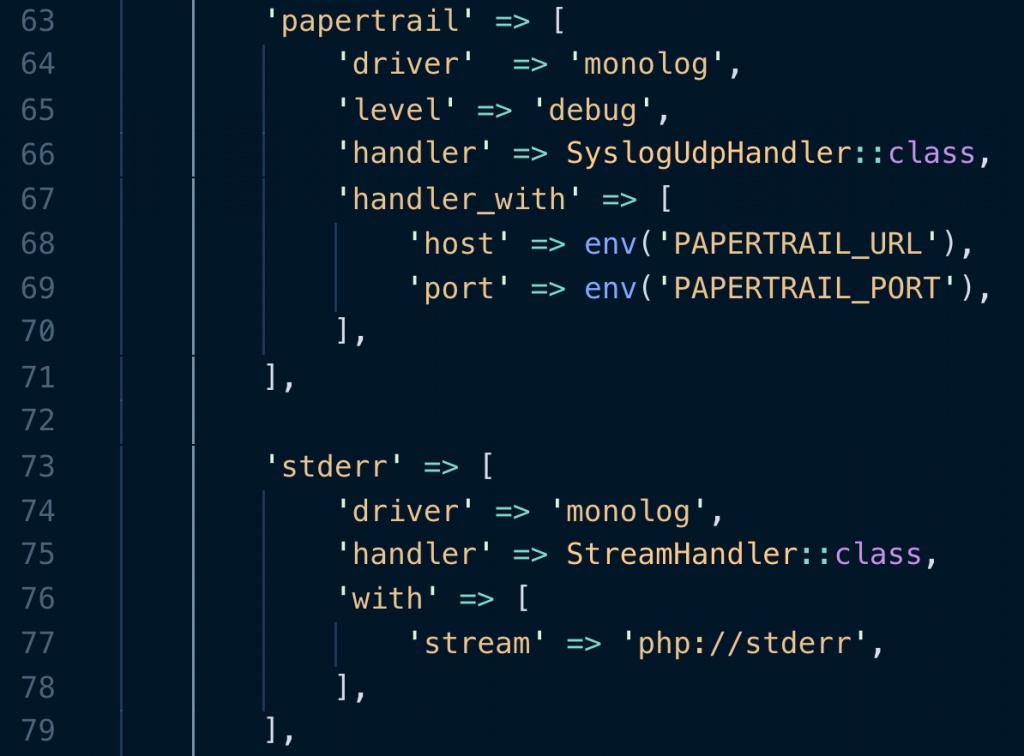 63 'papertrail' => [
64 'driver'  => 'monolog',
65 'level' => 'debug',
66 'handler' => SyslogUdpHandler::class,
67 'handler_with' => [
68 'host' => env('PAPERTRAIL_URL'),
69 'port' => env('PAPERTRAIL_PORT'),
70 ],
71 ],
72
73 'stderr' => [
74 'driver' => 'monolog',
75 'handler' => StreamHandler::class,
76 'with' => [
77 'stream' => 'php://stderr',
78 ],
79 ],